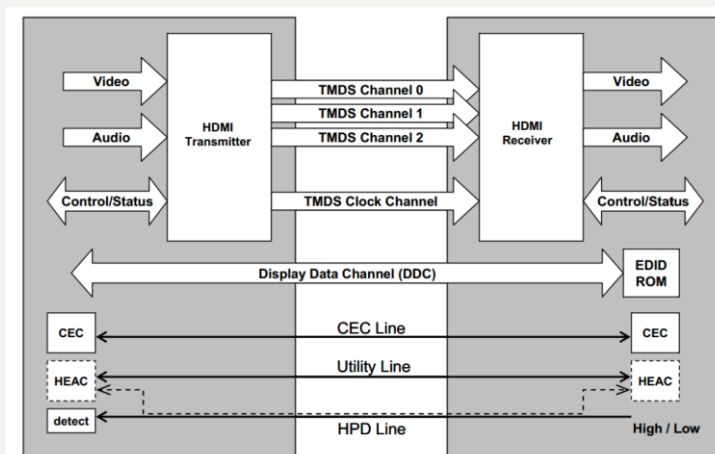 Video
Audio
Control/Status
HDMI
Transmitter
TMDS Channel 0
TMDS Channel 1
TMDS Channel 2
TMDS Clock Channel
HDMI
Receiver
Video
Audio
Control/Status
Display Data Channel (DDC)
EDID
ROM
CEC
CEC Line
CEC
HEAC
Utility Line
HEAC
detect
HPD Line
High / Low